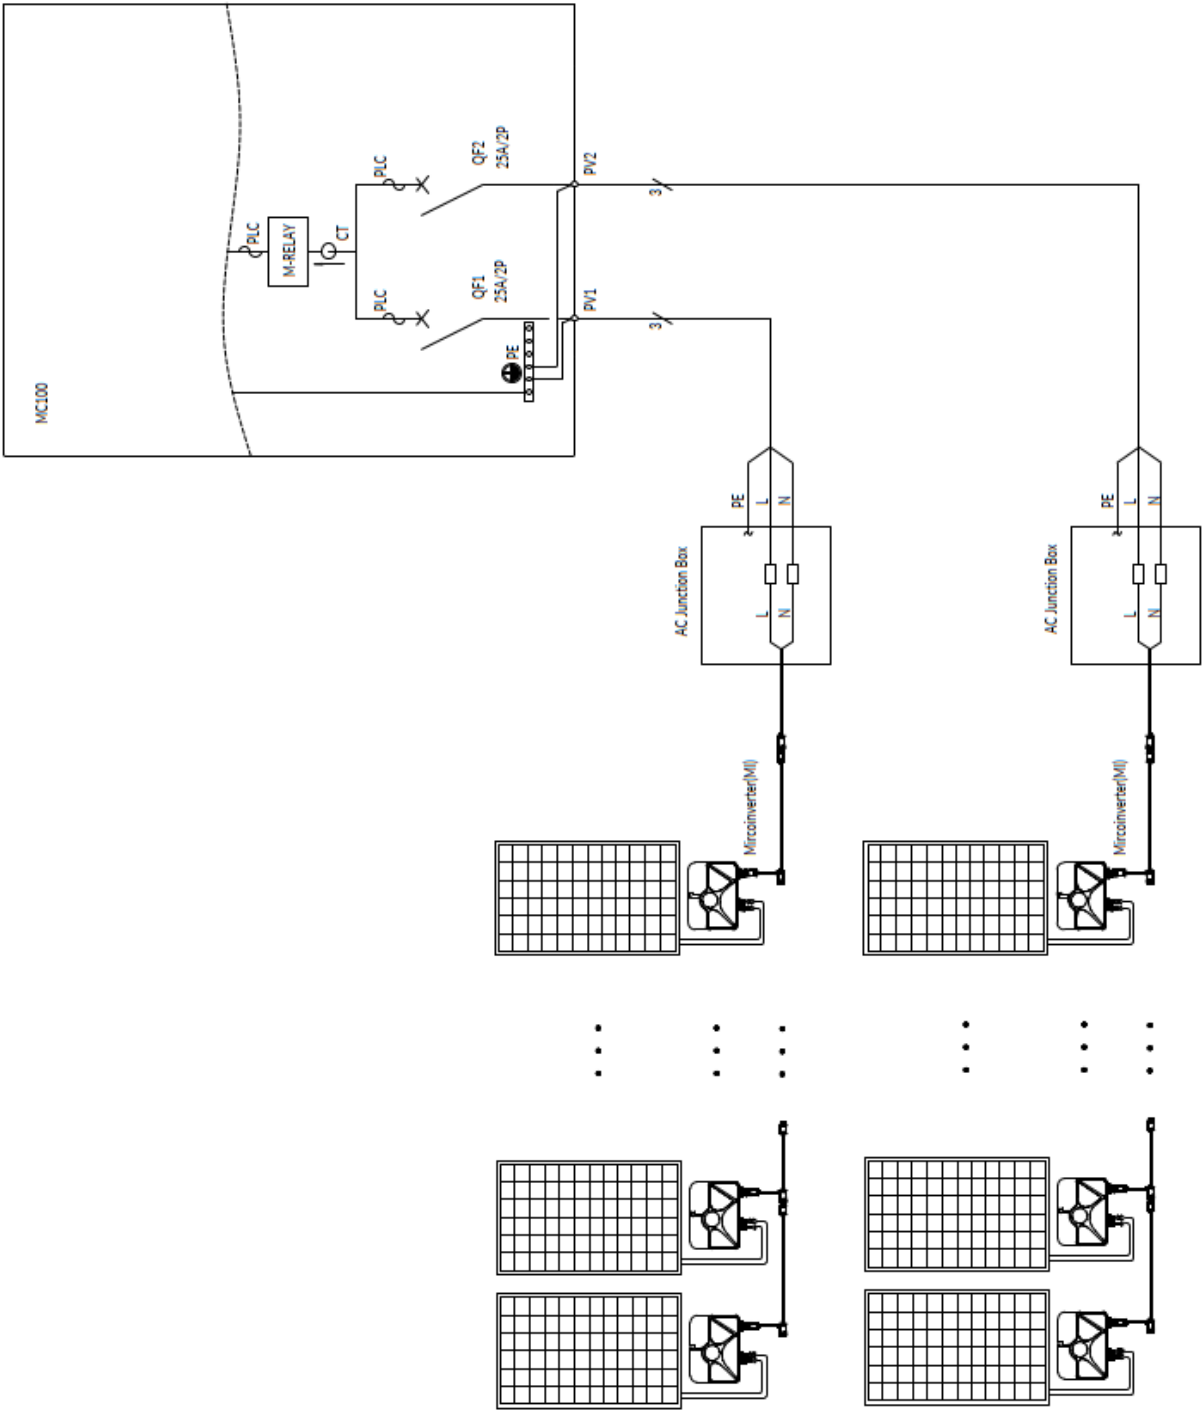 MC100
PLC
M-RELAY
CT
PLC
QF2
25A/2P
PV2
3
PLC
QF1
25A/2P
PV1
3
PE
PE
L
N
AC Junction Box
L
N
PE
L
N
AC Junction Box
L
N
Mircoinverter(MI)
Mircoinverter(MI)